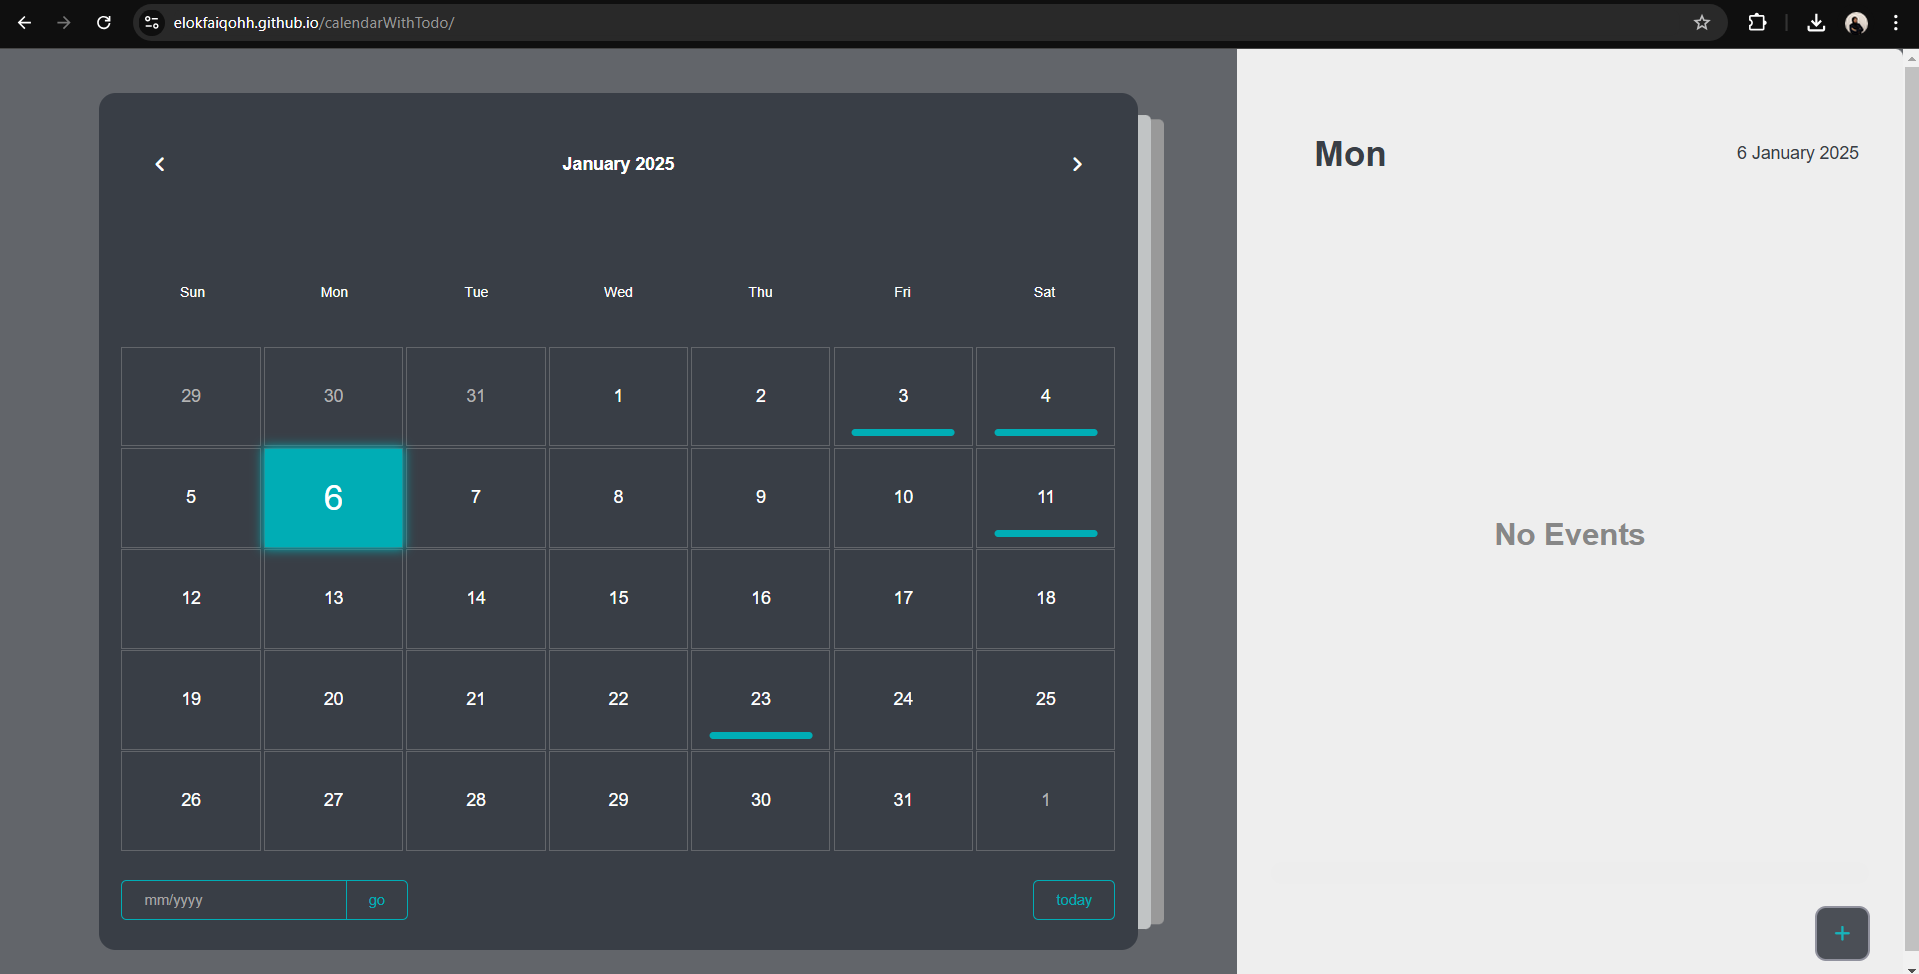 elokfaiqohh.github.io/calendarWithTodo/
January 2025
Sun Mon Tue Wed Thu Fri Sat
29 30 31 1 2 3 4
5 6 7 8 9 10 11
12 13 14 15 16 17 18
19 20 21 22 23 24 25
26 27 28 29 30 31 1
mm/yyyy go today
Mon 6 January 2025
No Events
+